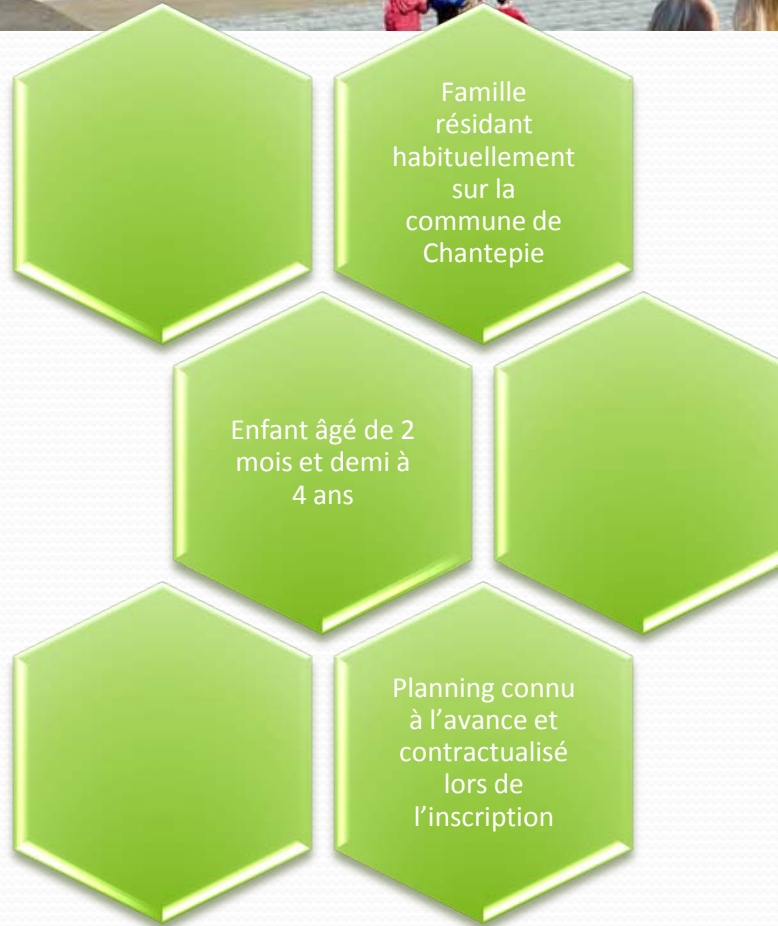 Famille
résidant
habituellement
sur la
commune de
Chantepie
Enfant âgé de 2
mois et demi à
4 ans
Planning connu
à l’avance et
contractualisé
lors de
l’inscription